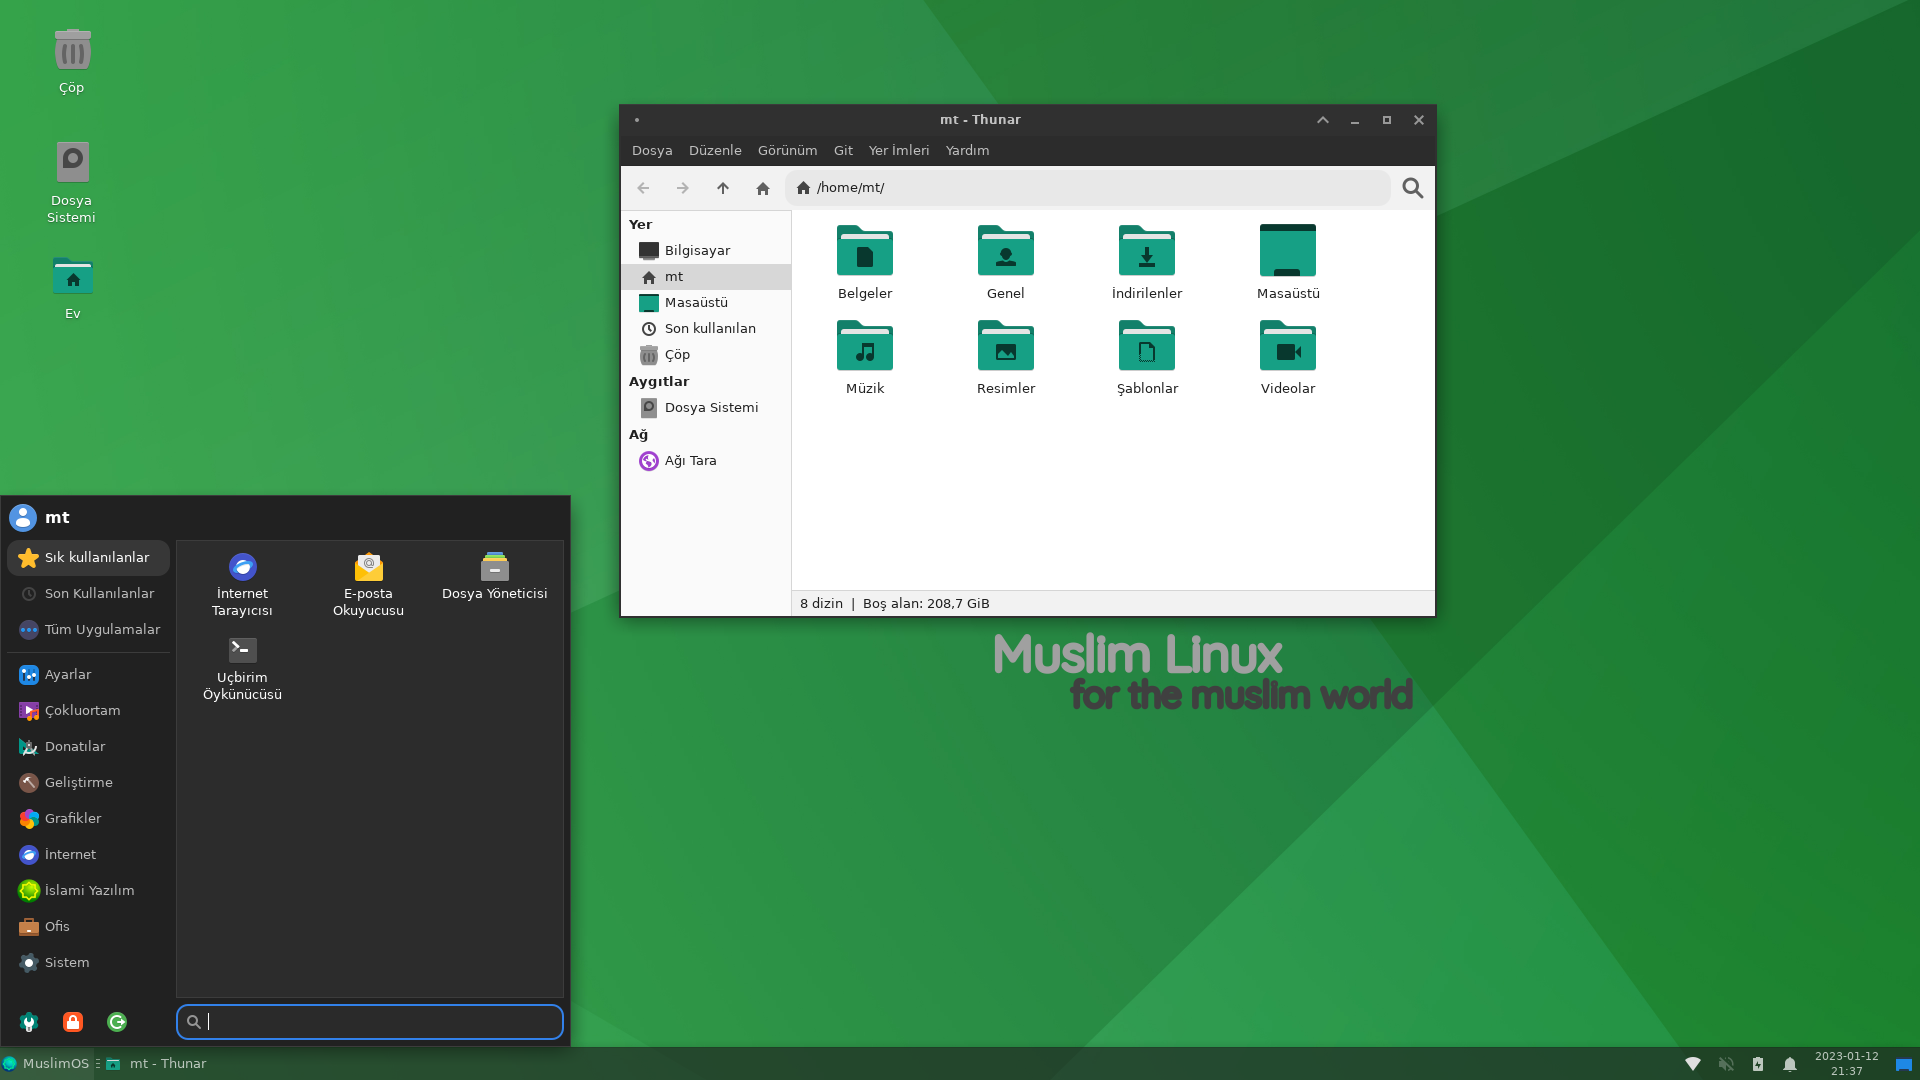 Çöp
Dosya
Sistemi
Ev
mt - Thunar
Dosya Düzenle Görünüm Git Yer İmleri Yardım
/home/mt/
Yer
Bilgisayar
mt
Masaüstü
Son kullanılan
Çöp
Aygıtlar
Dosya Sistemi
Ağ
Ağı Tara
Belgeler Genel İndirilenler Masaüstü
Müzik Resimler Şablonlar Videolar
8 dizin | Boş alan: 208,7 GiB
Muslim Linux
for the muslim world
mt
Sık kullanılanlar
Son Kullanılanlar
Tüm Uygulamalar
Ayarlar
Çokluortam
Donatılar
Geliştirme
Grafikler
İnternet
İslami Yazılım
Ofis
Sistem
İnternet
Tarayıcısı
E-posta
Okuyucusu
Dosya Yöneticisi
Uçbirim
Öykünücüsü
MuslimOS
mt - Thunar
2023-01-12
21:37